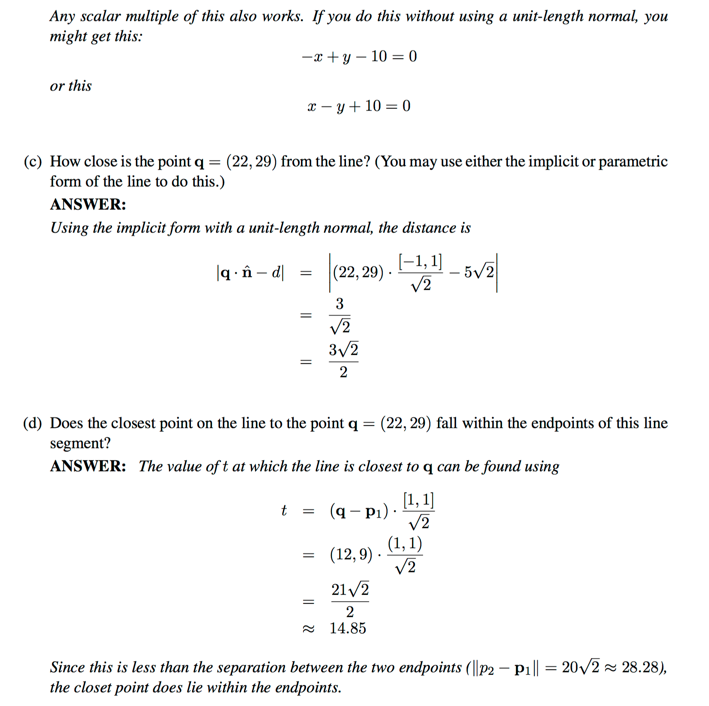 Any scalar multiple of this also works. If you do this without using a unit-length normal, you
might get this:
−x + y − 10 = 0
or this
x − y + 10 = 0
(c) How close is the point q = (22, 29) from the line? (You may use either the implicit or parametric
form of the line to do this.)
ANSWER:
Using the implicit form with a unit-length normal, the distance is
|q · n̂ − d| = |(22, 29) · [−1, 1]/√2 − 5√2|
= 3/√2
= 3√2/2
(d) Does the closest point on the line to the point q = (22, 29) fall within the endpoints of this line
segment?
ANSWER: The value of t at which the line is closest to q can be found using
t = (q − p₁) · [1, 1]/√2
= (12, 9) · (1, 1)/√2
= 21√2/2
≈ 14.85
Since this is less than the separation between the two endpoints (‖p₂ − p₁‖ = 20√2 ≈ 28.28),
the closet point does lie within the endpoints.